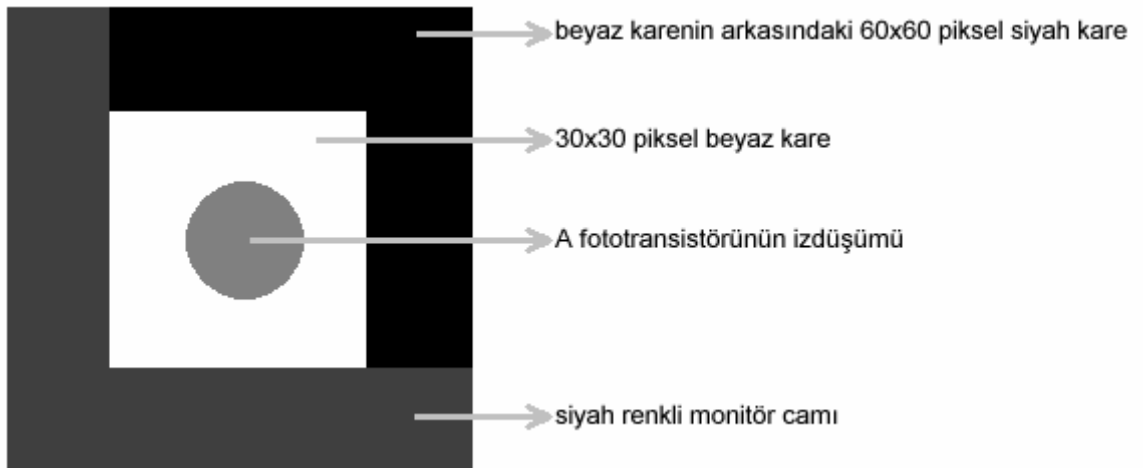 beyaz karenin arkasındaki 60x60 piksel siyah kare
30x30 piksel beyaz kare
A fototransistörünün izdüşümü
siyah renkli monitör camı